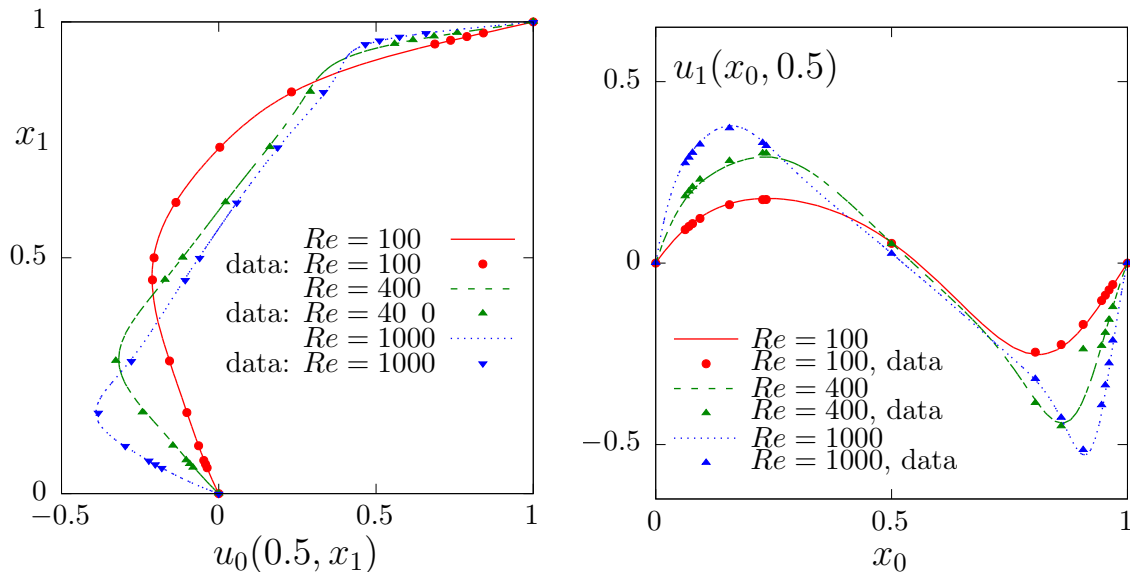 1
x₁
0.5
0
−0.5
0
0.5
1
u₀(0.5, x₁)
Re = 100
data: Re = 100
Re = 400
data: Re = 40 0
Re = 1000
data: Re = 1000
u₁(x₀, 0.5)
0.5
0
−0.5
0
0.5
1
x₀
Re = 100
Re = 100, data
Re = 400
Re = 400, data
Re = 1000
Re = 1000, data